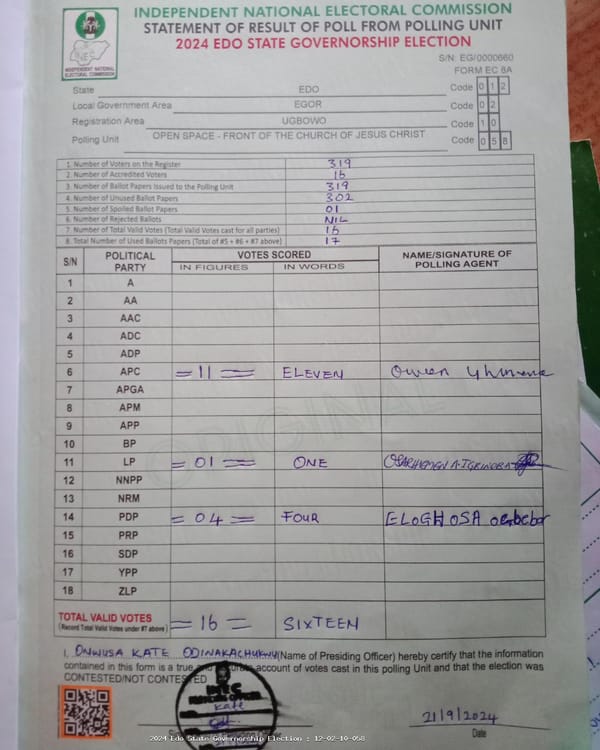 INDEPENDENT NATIONAL ELECTORAL COMMISSION
STATEMENT OF RESULT OF POLL FROM POLLING UNIT
2024 EDO STATE GOVERNORSHIP ELECTION
INDEPENDENT NATIONAL
ELECTORAL COMMISSION
S/N: EG/0000660
FORM EC 8A
State EDO Code 0 1 2
Local Government Area EGOR Code 0 2
Registration Area UGBOWO Code 1 0
Polling Unit OPEN SPACE - FRONT OF THE CHURCH OF JESUS CHRIST Code 0 5 8
1. Number of Voters on the Register 319
2. Number of Accredited Voters 16
3. Number of Ballot Papers Issued to the Polling Unit 319
4. Number of Unused Ballot Papers 302
5. Number of Spoiled Ballot Papers 01
6. Number of Rejected Ballots NIL
7. Number of Total Valid Votes (Total Valid Votes cast for all parties) 16
8. Total Number of Used Ballots Papers (Total of #5 + #6 + #7 above) 17
S/N POLITICAL PARTY VOTES SCORED NAME/SIGNATURE OF POLLING AGENT
IN FIGURES IN WORDS
1 A
2 AA
3 AAC
4 ADC
5 ADP
6 APC = 11 = ELEVEN Owen
7 APGA
8 APM
9 APP
10 BP
11 LP = 01 = ONE
12 NNPP
13 NRM
14 PDP = 04 = FOUR ELOGHOSA
15 PRP
16 SDP
17 YPP
18 ZLP
TOTAL VALID VOTES = 16 = SIXTEEN
(Record Total Valid Votes under #7 above)
I, ONWUSA KATE ODINAKACHUKWU (Name of Presiding Officer) hereby certify that the information
contained in this form is a true and accurate account of votes cast in this polling Unit and that the election was
CONTESTED/NOT CONTESTED
INEC
PRESIDING OFFICER
Kate
21/9/2024
Date
2024 Edo State Governorship Election : 12-02-10-058